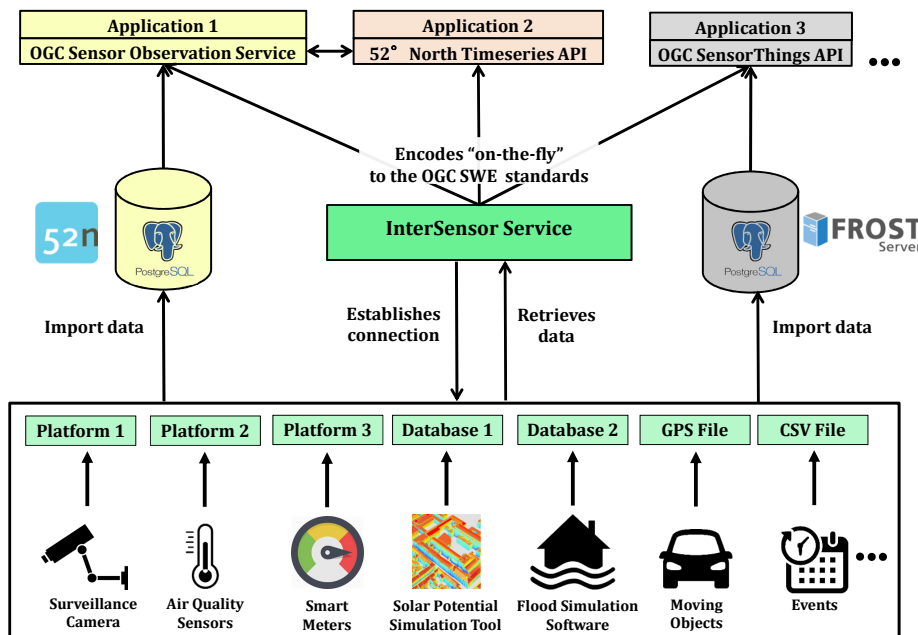 Application 1
OGC Sensor Observation Service
Application 2
52° North Timeseries API
Application 3
OGC SensorThings API
Encodes “on-the-fly”
to the OGC SWE standards
52n
PostgreSQL
InterSensor Service
PostgreSQL
FROST
Server
Import data
Establishes
connection
Retrieves
data
Import data
Platform 1
Platform 2
Platform 3
Database 1
Database 2
GPS File
CSV File
Surveillance
Camera
Air Quality
Sensors
Smart
Meters
Solar Potential
Simulation Tool
Flood Simulation
Software
Moving
Objects
Events